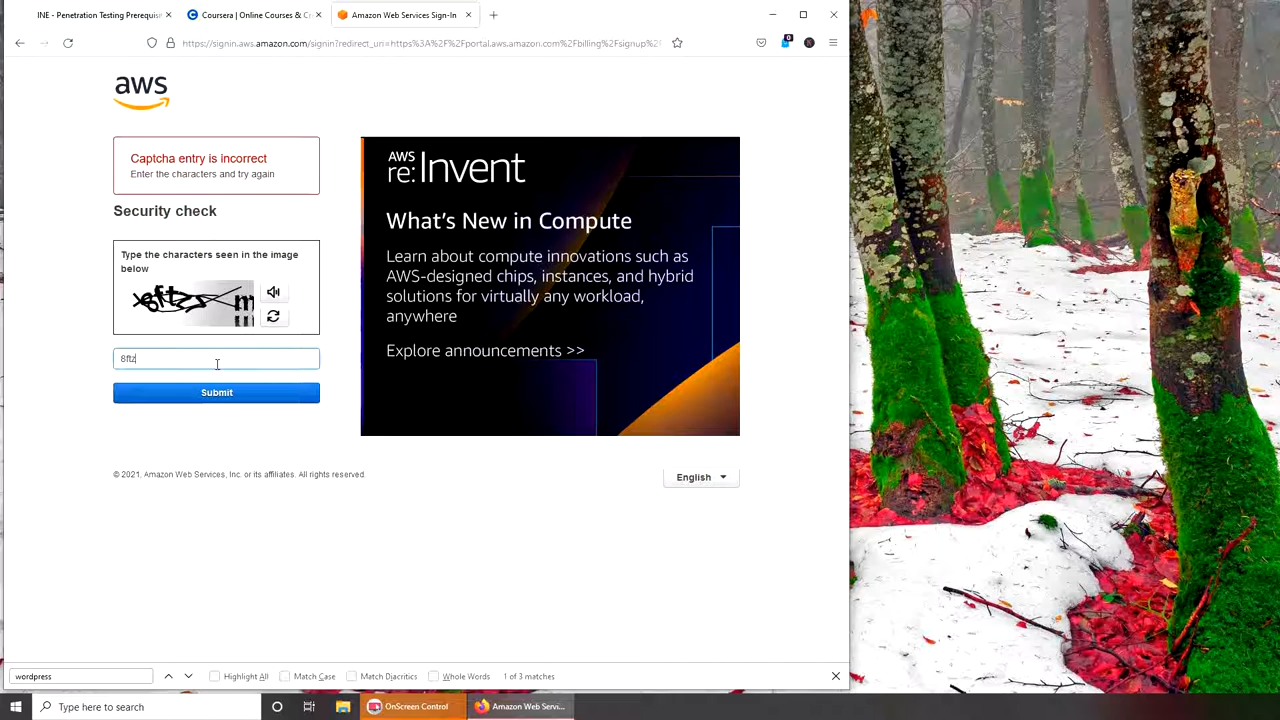 INE - Penetration Testing Prerequis
Coursera | Online Courses & Cr
Amazon Web Services Sign-In
0
https://signin.aws.amazon.com/signin?redirect_uri=https%3A%2F%2Fportal.aws.amazon.com%2Fbilling%2Fsignup%2F
aws
Captcha entry is incorrect
Enter the characters and try again
Security check
Type the characters seen in the image
below
8ftz
Submit
AWS
re:Invent
What's New in Compute
Learn about compute innovations such as
AWS-designed chips, instances, and hybrid
solutions for virtually any workload,
anywhere
Explore announcements >>
© 2021, Amazon Web Services, Inc. or its affiliates. All rights reserved.
English
wordpress
Highlight All
Match Case
Match Diacritics
Whole Words
1 of 3 matches
Type here to search
OnScreen Control
Amazon Web Servi...